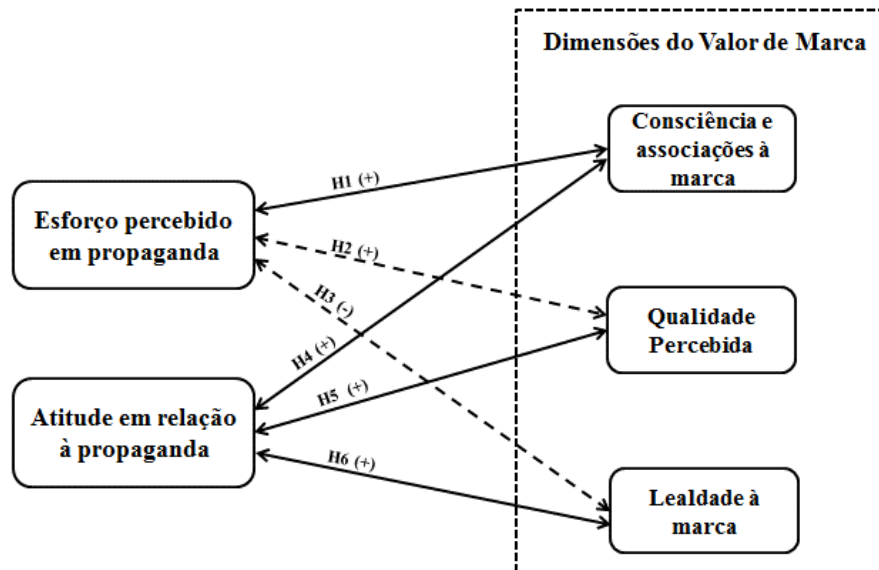 Dimensões do Valor de Marca
Consciência e
associações à
marca
H1 (+)
Esforço percebido
em propaganda
H2 (+)
H3 (-)
Qualidade
Percebida
H4 (+)
H5 (+)
Atitude em relação
à propaganda
H6 (+)
Lealdade à
marca